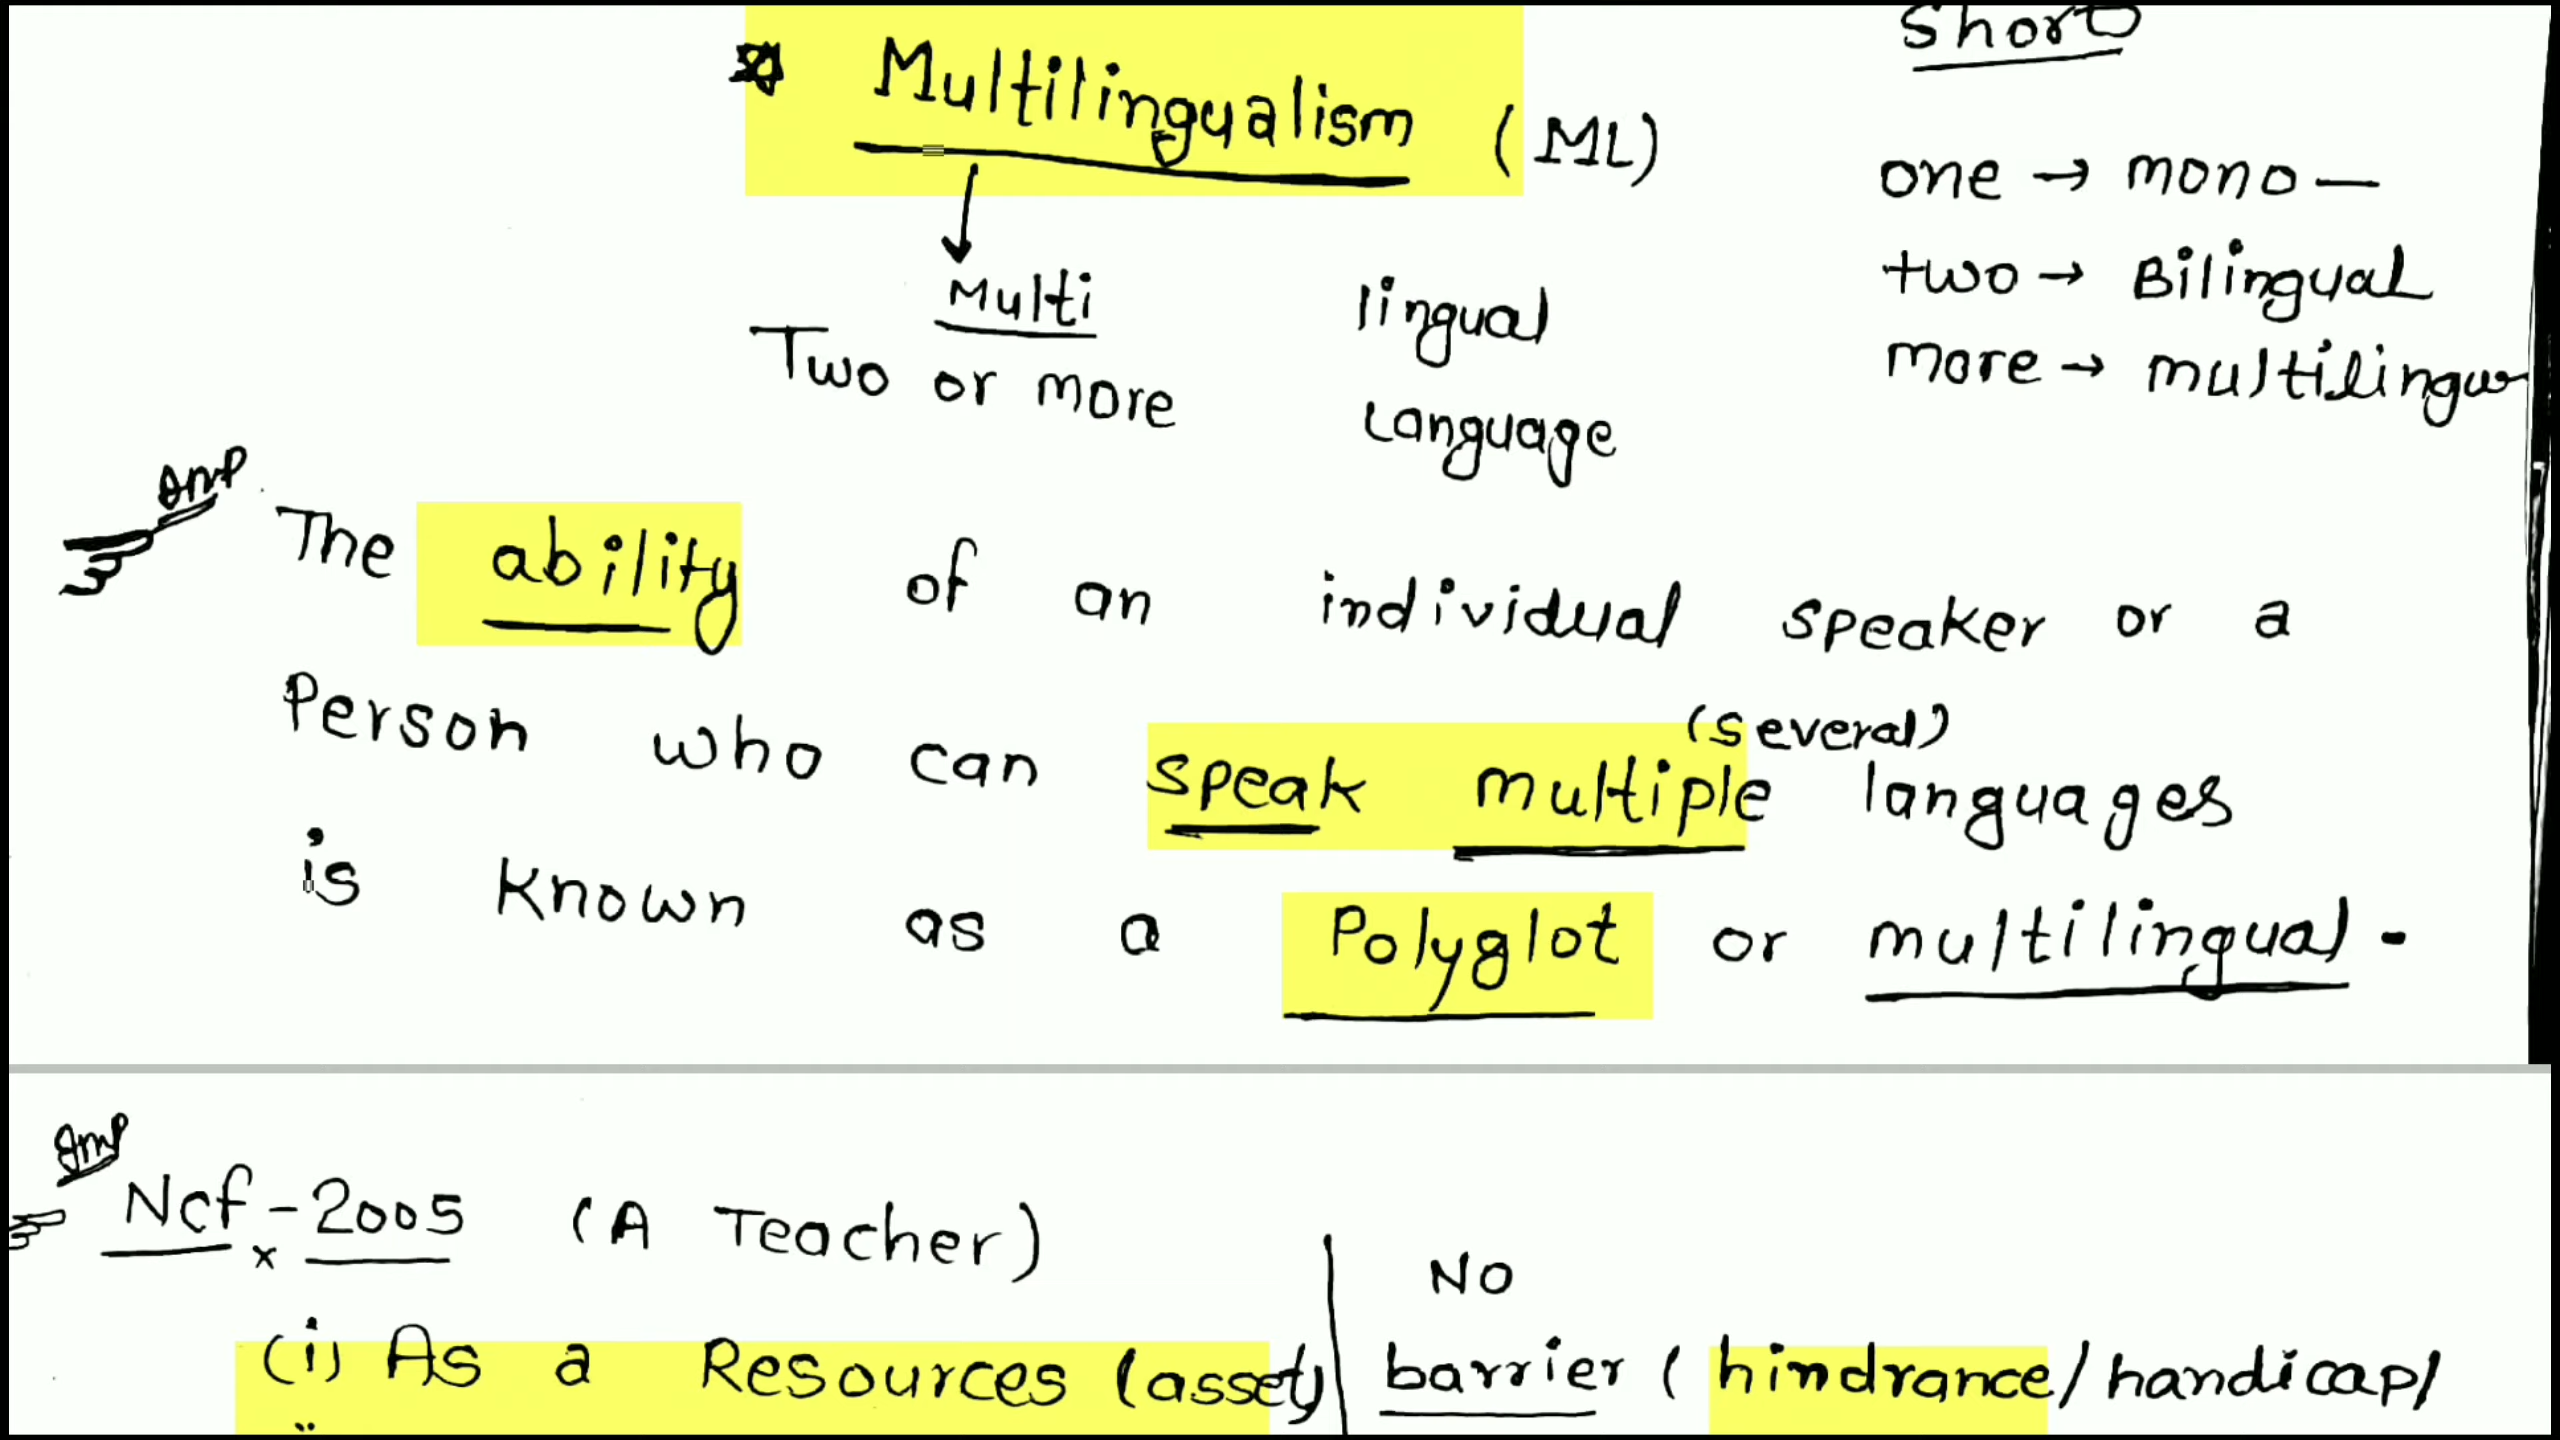 Short
Multilingualism (ML)
one → mono —
two → Bilingual
more → multilingua
Multi lingual
Two or more Language
Imp
The ability of an individual speaker or a
Person who can speak multiple (several) languages
is Known as a Polyglot or multilingual.
Imp
Ncf - 2005 (A Teacher)
NO
(i) As a Resources (asset) barrier ( hindrance / handicap /